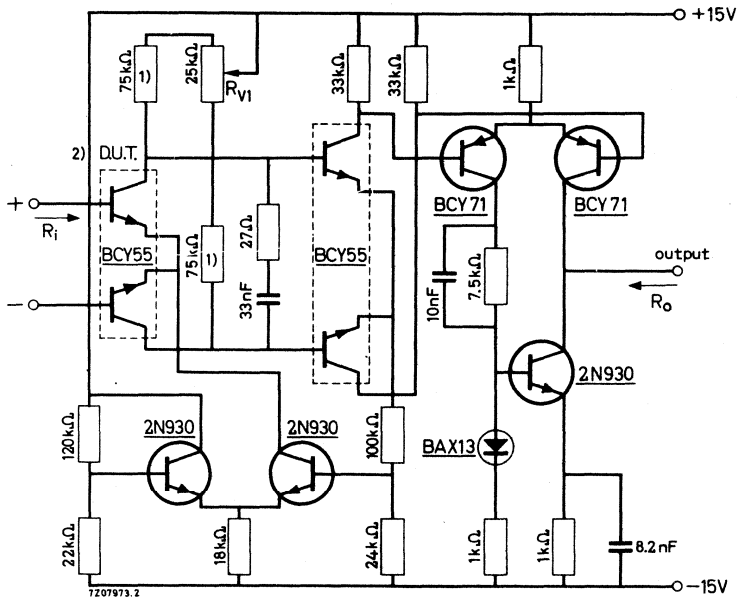 +15V
75kΩ
1)
25kΩ
RV1
33kΩ
33kΩ
1kΩ
2) D.U.T.
+
Ri
BCY55
-
75kΩ
1)
27Ω
33nF
BCY55
BCY71
BCY71
10nF
7.5kΩ
output
Ro
2N930
120kΩ
2N930
2N930
100kΩ
BAX13
22kΩ
18kΩ
24kΩ
1kΩ
1kΩ
8.2nF
-15V
7Z07973.2